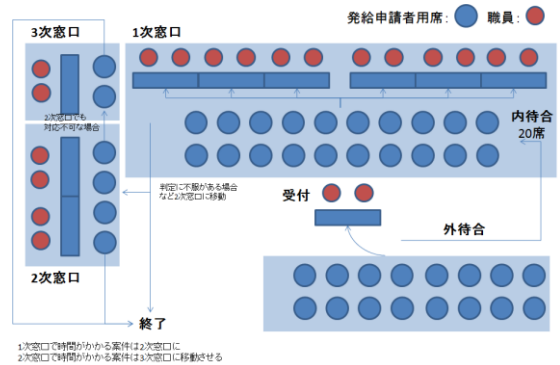 発給申請者用席： 職員：
3次窓口
1次窓口
2次窓口でも
対応不可な場合
内待合
20席
判定に不服がある場合
など2次窓口に移動
受付
外待合
2次窓口
終了
1次窓口で時間がかかる案件は2次窓口に
2次窓口で時間がかかる案件は3次窓口に移動させる